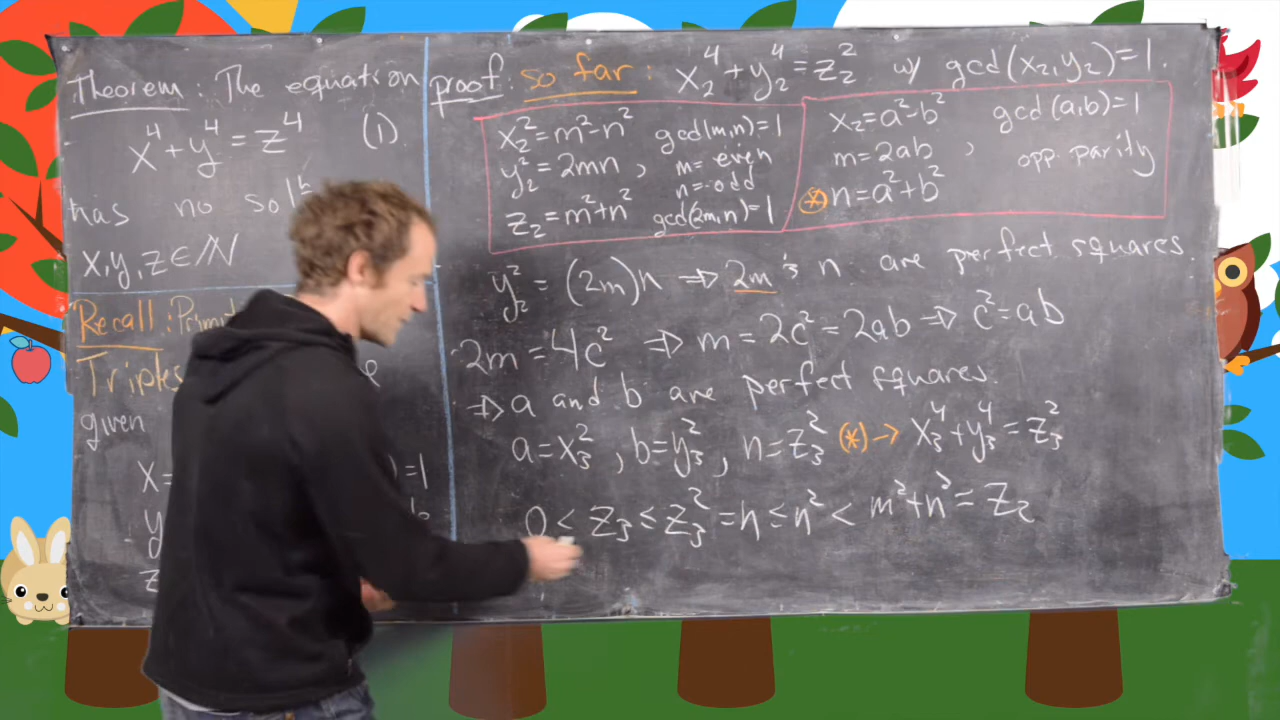 Theorem: The equation
x⁴+y⁴=z⁴ (1).
has no solⁿ
x,y,z∈ℕ
Recall:
Triples
given
x= )=1
y
z
proof so far: x₂⁴+y₂⁴=z₂² w/ gcd(x₂,y₂)=1.
x₂²=m²-n² gcd(m,n)=1
y₂²=2mn, m=even
n=odd
z₂=m²+n² gcd(2m,n)=1
x₂=a²-b² gcd(a,b)=1
m=2ab, opp parity
(*) n=a²+b²
y₂²=(2m)n ⇒ 2m & n are perfect squares.
2m=4c² ⇒ m=2c²=2ab ⇒ c²=ab
⇒ a and b are perfect squares.
a=x₃², b=y₃², n=z₃² (*)→ x₃⁴+y₃⁴=z₃²
0<z₃≤z₃²=n≤n²<m²+n²=z₂